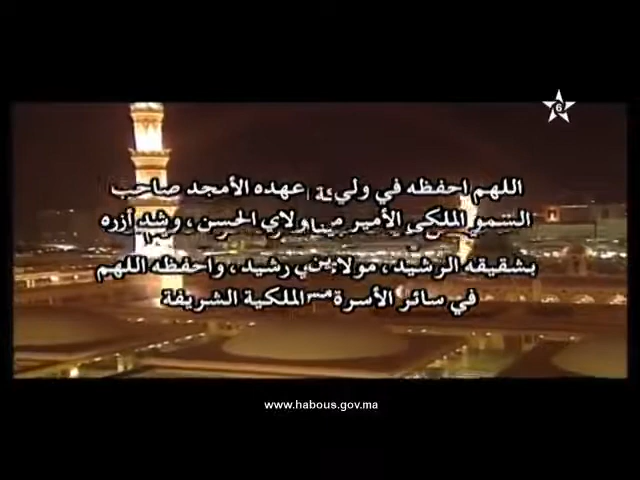 6
اللهم احفظه في ولي عهده الأمجد صاحب
السمو الملكي الأمير مولاي الحسن ، وشد أزره
بشقيقه الرشيد ، مولاي رشيد ، واحفظه اللهم
في سائر الأسرة الملكية الشريفة
www.habous.gov.ma